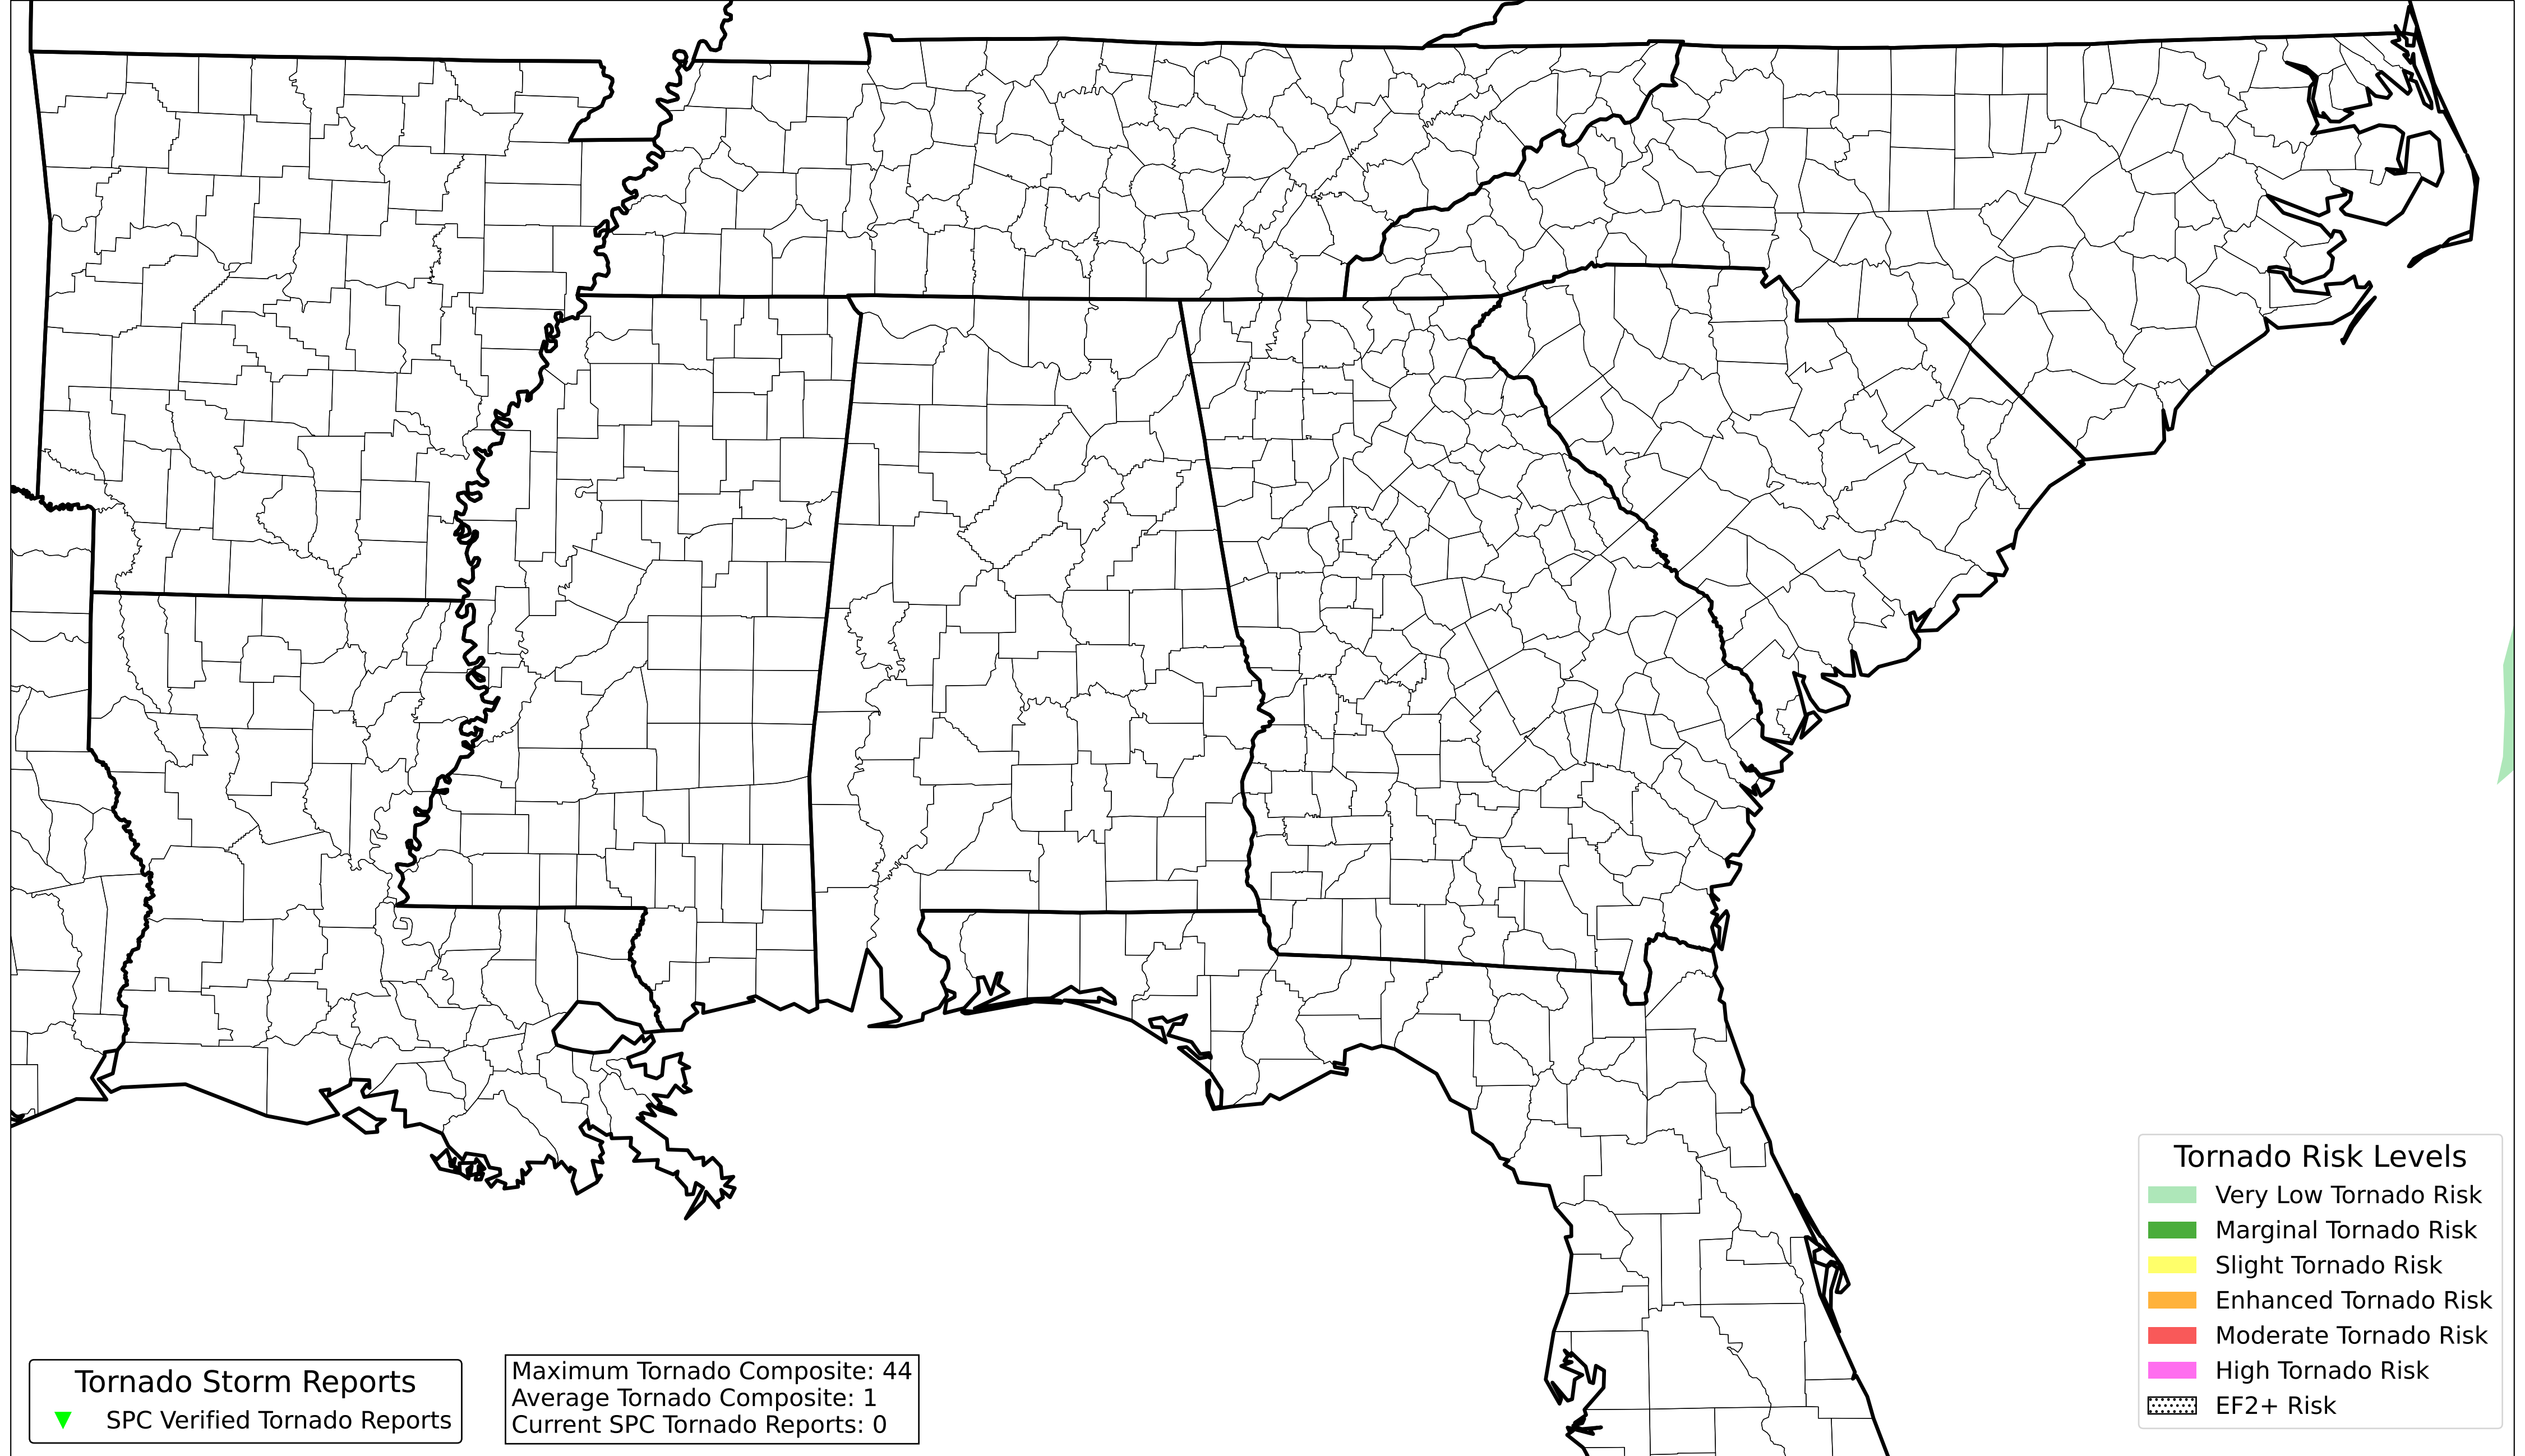 Tornado Risk Levels
Very Low Tornado Risk
Marginal Tornado Risk
Slight Tornado Risk
Enhanced Tornado Risk
Moderate Tornado Risk
High Tornado Risk
EF2+ Risk
Tornado Storm Reports
SPC Verified Tornado Reports
Maximum Tornado Composite: 44
Average Tornado Composite: 1
Current SPC Tornado Reports: 0